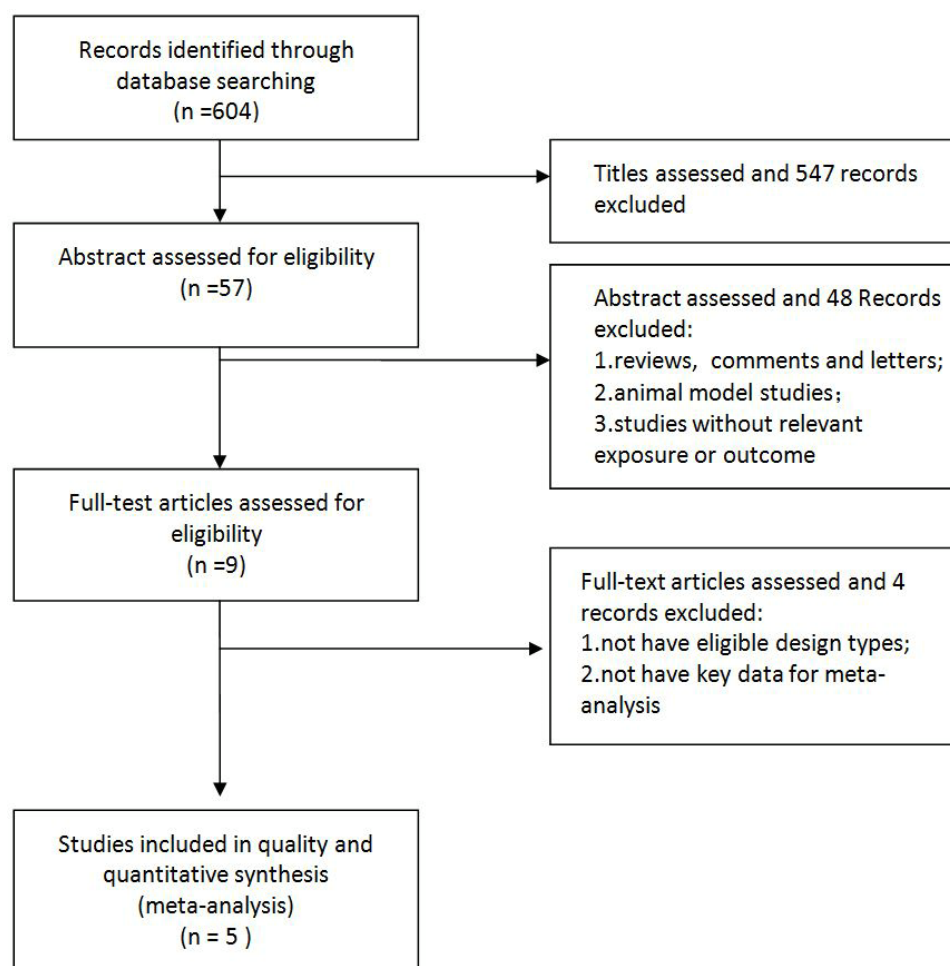 Records identified through
database searching
(n =604)
Titles assessed and 547 records
excluded
Abstract assessed for eligibility
(n =57)
Abstract assessed and 48 Records
excluded:
1.reviews, comments and letters;
2.animal model studies；
3.studies without relevant
exposure or outcome
Full-test articles assessed for
eligibility
(n =9)
Full-text articles assessed and 4
records excluded:
1.not have eligible design types;
2.not have key data for meta-
analysis
Studies included in quality and
quantitative synthesis
(meta-analysis)
(n = 5 )